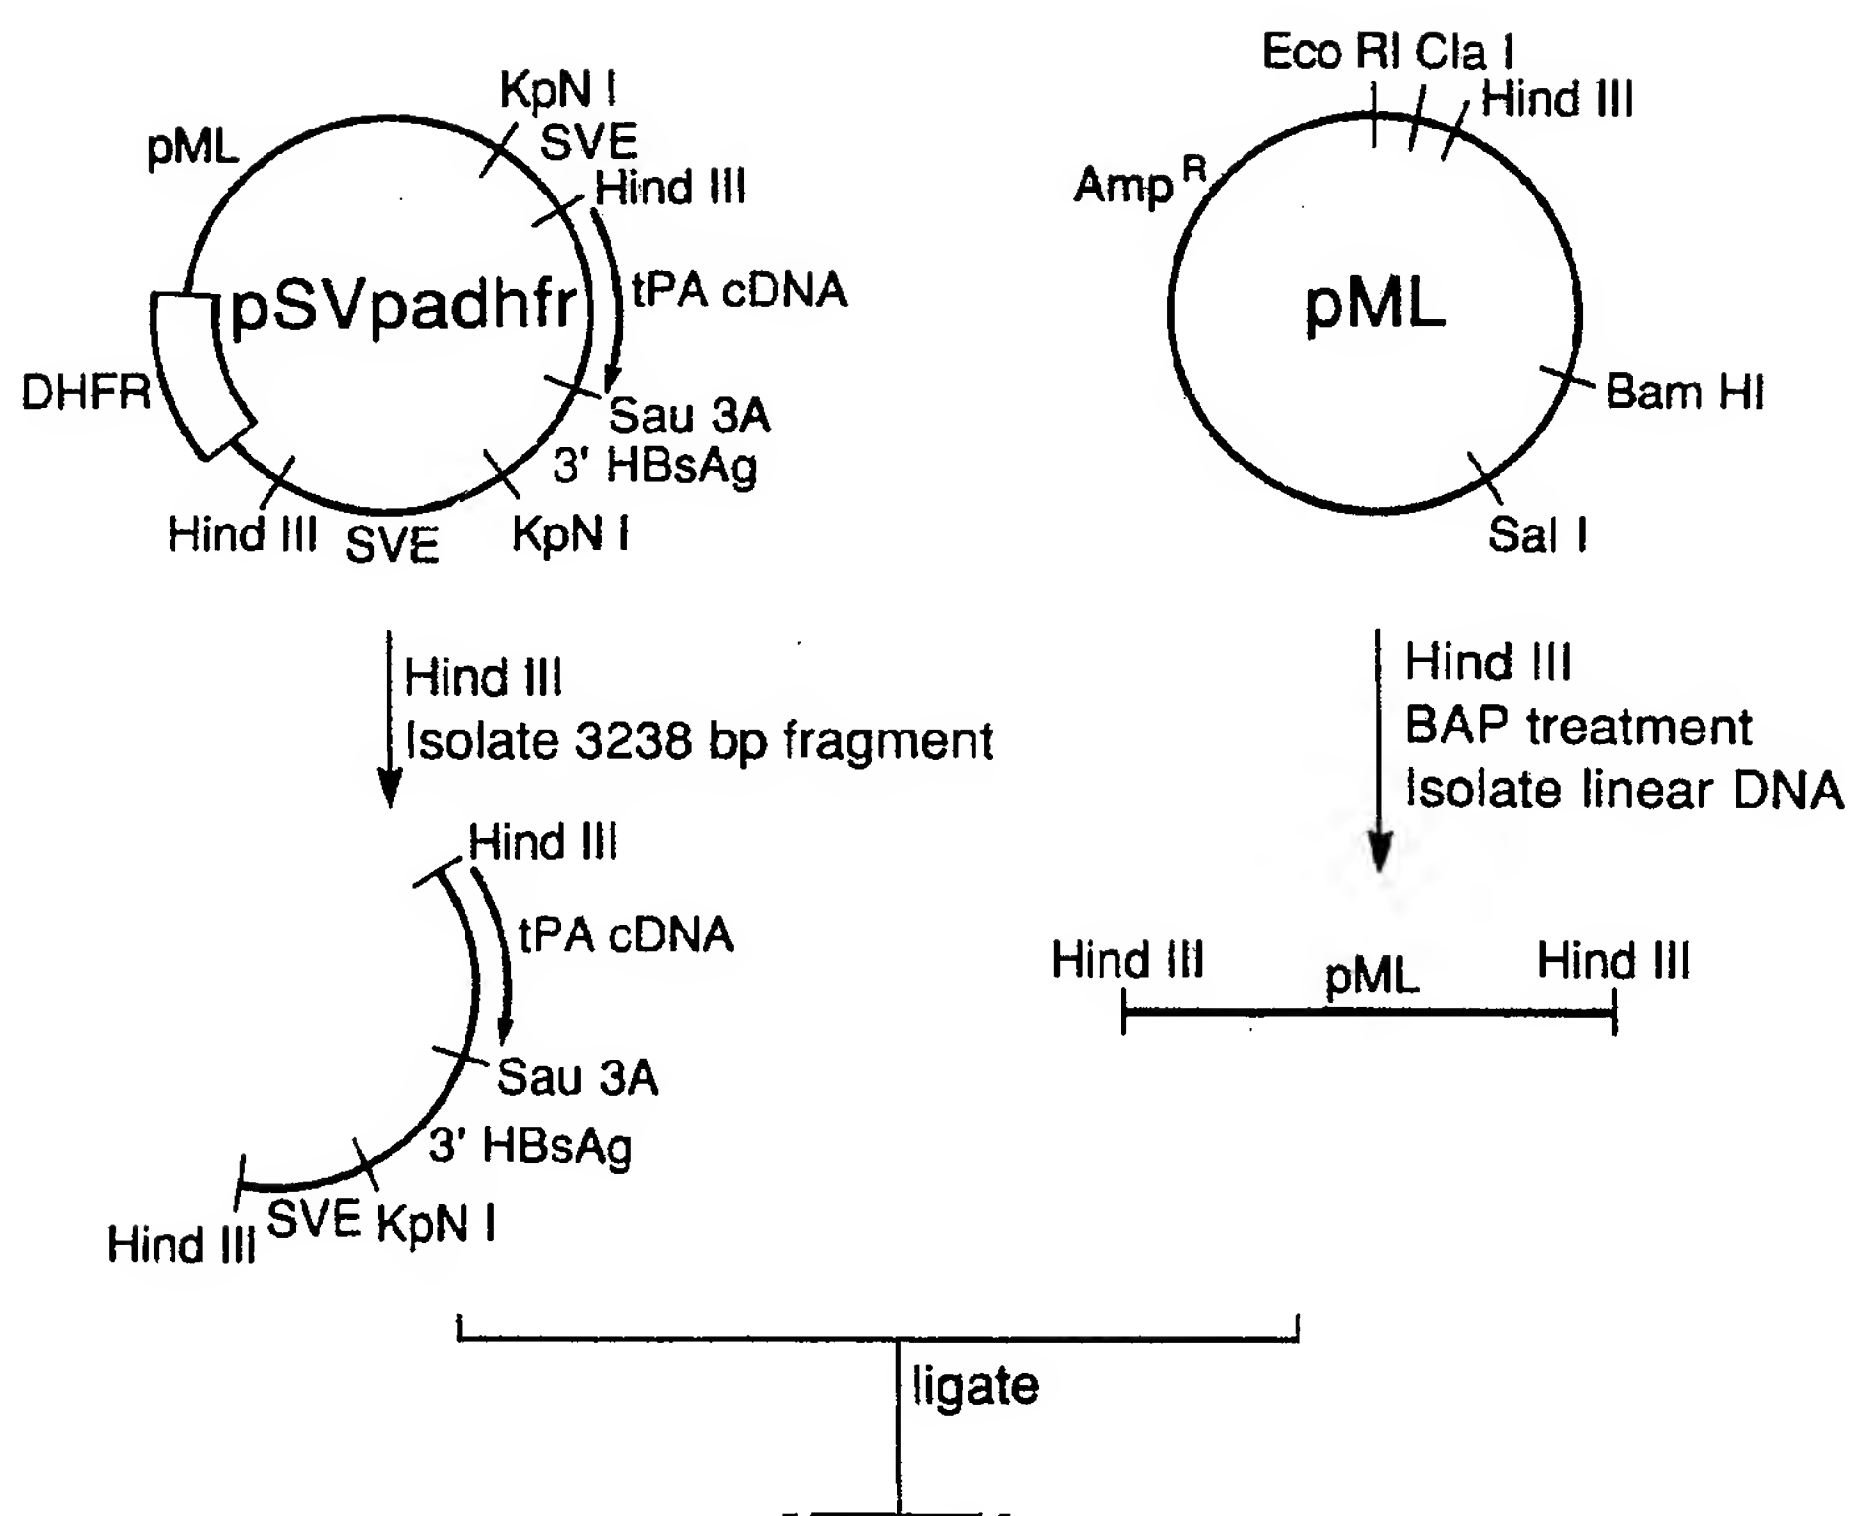 KpN I
SVE
Hind III
pML
pSVpadhfr
tPA cDNA
DHFR
Sau 3A
3' HBsAg
Hind III
SVE
KpN I
Eco RI Cla I
Hind III
Amp R
pML
Bam HI
Sal I
Hind III
Isolate 3238 bp fragment
Hind III
BAP treatment
Isolate linear DNA
Hind III
tPA cDNA
Sau 3A
3' HBsAg
Hind III
SVE
KpN I
Hind III
pML
Hind III
ligate